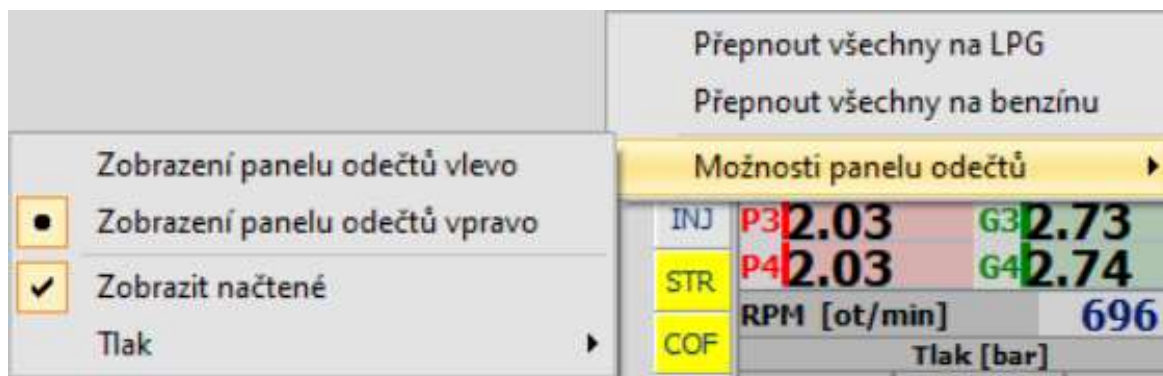 Přepnout všechny na LPG
Přepnout všechny na benzínu
Možnosti panelu odečtů
Zobrazení panelu odečtů vlevo
Zobrazení panelu odečtů vpravo
Zobrazit načtené
Tlak
INJ P3 2.03 G3 2.73
STR P4 2.03 G4 2.74
RPM [ot/min] 696
COF
Tlak [bar]